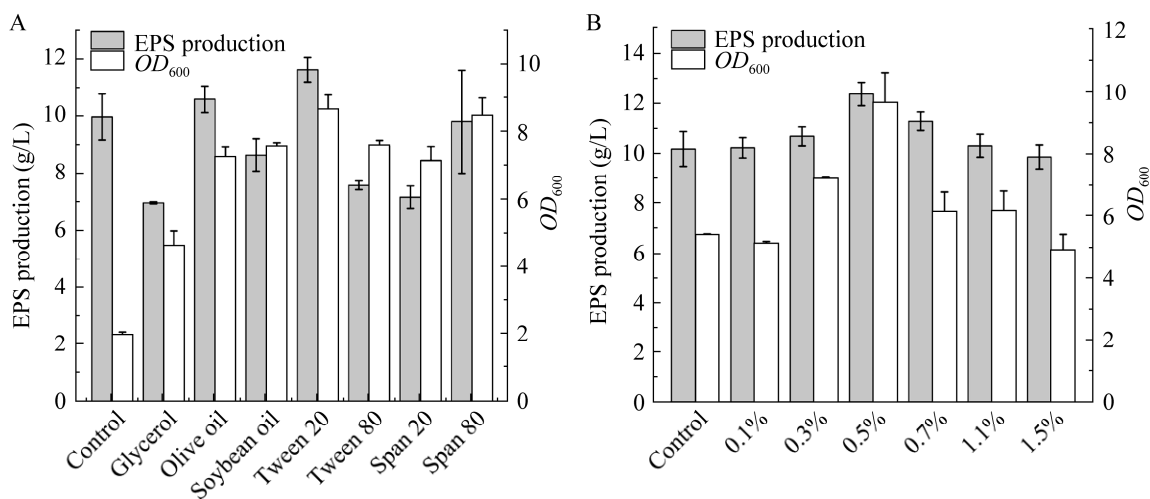 A
EPS production
OD600
12
10
8
6
4
2
0
EPS production (g/L)
10
8
6
4
2
0
OD600
Control
Glycerol
Olive oil
Soybean oil
Tween 20
Tween 80
Span 20
Span 80
B
EPS production
OD600
14
12
10
8
6
4
2
0
EPS production (g/L)
12
10
8
6
4
2
0
OD600
Control
0.1%
0.3%
0.5%
0.7%
1.1%
1.5%